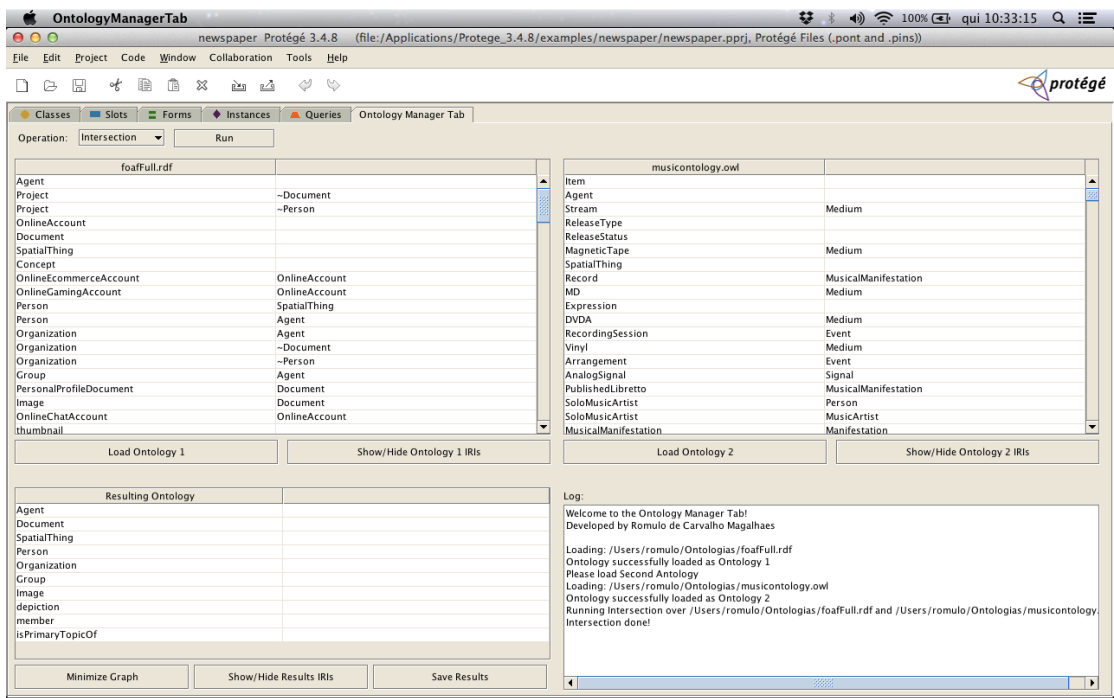 OntologyManagerTab 100% qui 10:33:15
newspaper Protégé 3.4.8 (file:/Applications/Protege_3.4.8/examples/newspaper/newspaper.pprj, Protégé Files (.pont and .pins))
File Edit Project Code Window Collaboration Tools Help
protégé
Classes Slots Forms Instances Queries Ontology Manager Tab
Operation: Intersection Run
foafFull.rdf
Agent
Project ~Document
Project ~Person
OnlineAccount
Document
SpatialThing
Concept
OnlineEcommerceAccount OnlineAccount
OnlineGamingAccount OnlineAccount
Person SpatialThing
Person Agent
Organization Agent
Organization ~Document
Organization ~Person
Group Agent
PersonalProfileDocument Document
Image Document
OnlineChatAccount OnlineAccount
thumbnail
Load Ontology 1 Show/Hide Ontology 1 IRIs
musicontology.owl
Item
Agent
Stream Medium
ReleaseType
ReleaseStatus
MagneticTape Medium
SpatialThing
Record MusicalManifestation
MD Medium
Expression
DVDA Medium
RecordingSession Event
Vinyl Medium
Arrangement Event
AnalogSignal Signal
PublishedLibretto MusicalManifestation
SoloMusicArtist Person
SoloMusicArtist MusicArtist
MusicalManifestation Manifestation
Load Ontology 2 Show/Hide Ontology 2 IRIs
Resulting Ontology
Agent
Document
SpatialThing
Person
Organization
Group
Image
depiction
member
isPrimaryTopicOf
Minimize Graph Show/Hide Results IRIs Save Results
Log:
Welcome to the Ontology Manager Tab!
Developed by Romulo de Carvalho Magalhaes
Loading: /Users/romulo/Ontologias/foafFull.rdf
Ontology successfully loaded as Ontology 1
Please load Second Antology
Loading: /Users/romulo/Ontologias/musicontology.owl
Ontology successfully loaded as Ontology 2
Running Intersection over /Users/romulo/Ontologias/foafFull.rdf and /Users/romulo/Ontologias/musicontology.
Intersection done!